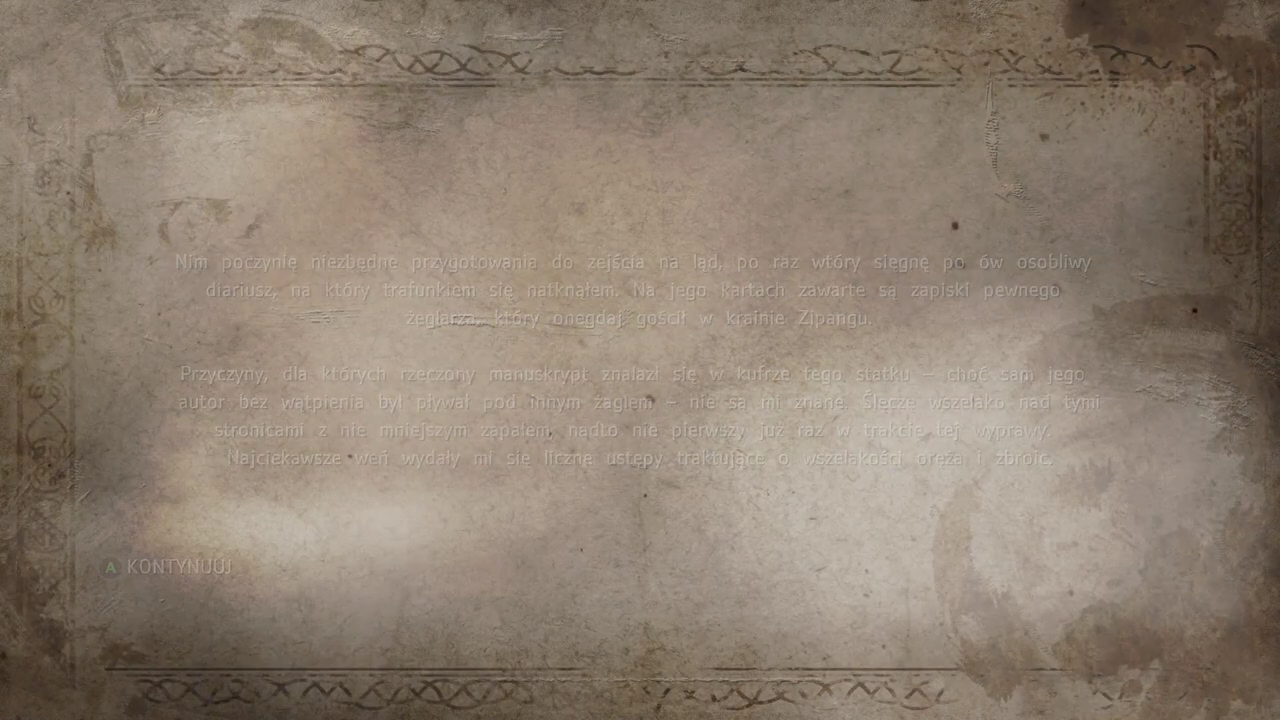 Nim poczynię niezbędne przygotowania do zejścia na ląd, po raz wtóry sięgnę po ów osobliwy
diariusz, na który trafunkiem się natknąłem. Na jego kartach zawarte są zapiski pewnego
żeglarza, który onegdaj gościł w krainie Zipangu.
Przyczyny, dla których rzeczony manuskrypt znalazł się w kufrze tego statku – choć sam jego
autor bez wątpienia był pływał pod innym żaglem – nie są mi znane. Ślęczę wszelako nad tymi
stronicami z nie mniejszym zapałem, nadto nie pierwszy już raz w trakcie tej wyprawy.
Najciekawsze weń wydały mi się liczne ustępy traktujące o wszelakości oręża i zbroic.
A KONTYNUUJ